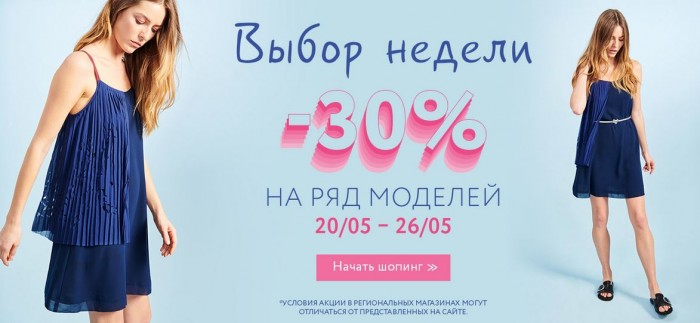 Выбор недели
-30%
НА РЯД МОДЕЛЕЙ
20/05 – 26/05
Начать шопинг »
*УСЛОВИЯ АКЦИИ В РЕГИОНАЛЬНЫХ МАГАЗИНАХ МОГУТ
ОТЛИЧАТЬСЯ ОТ ПРЕДСТАВЛЕННЫХ НА САЙТЕ.